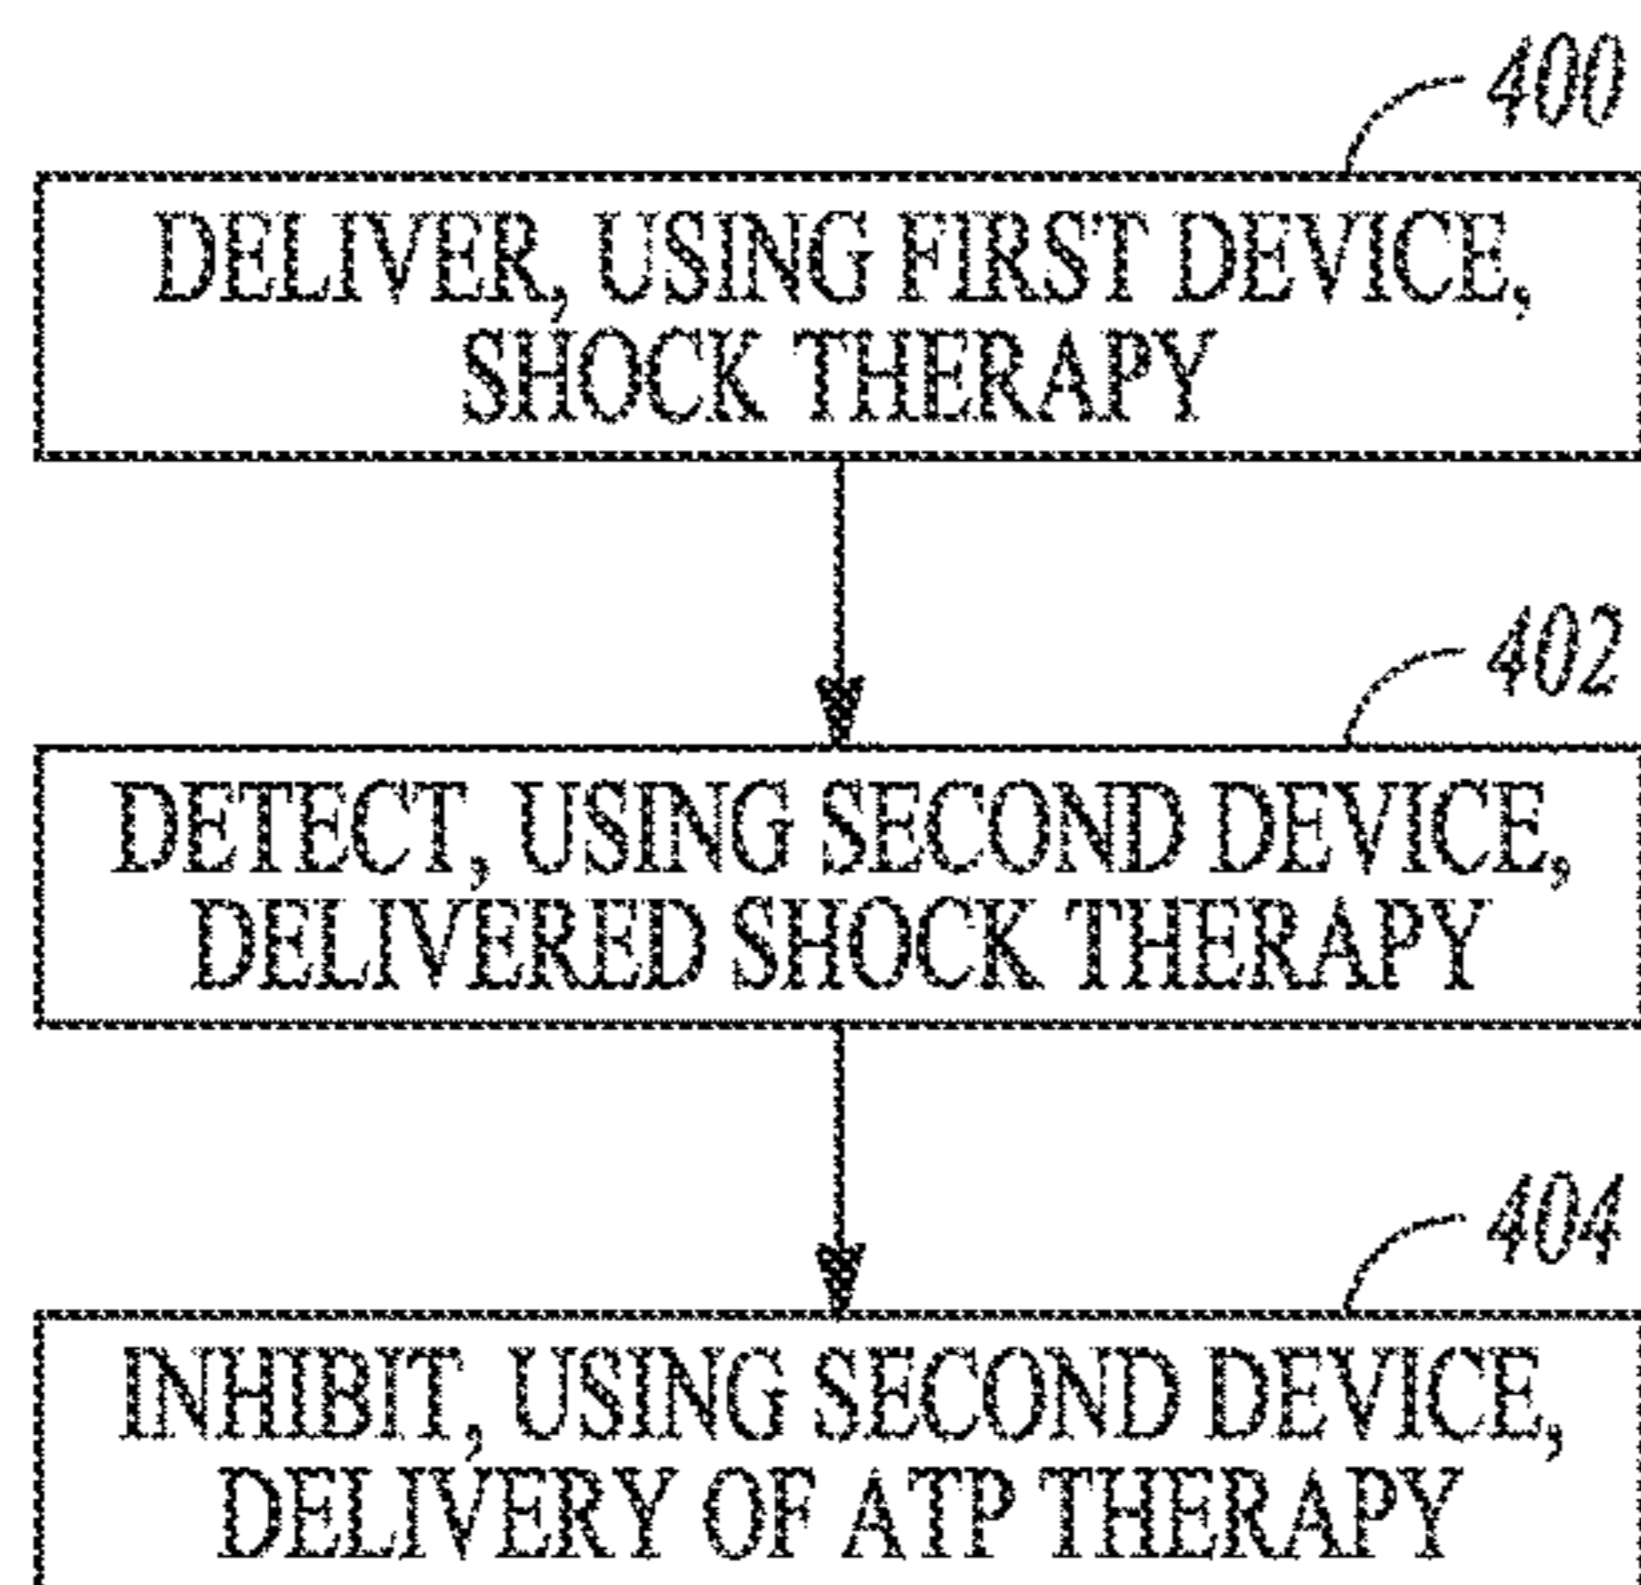 400
DELIVER, USING FIRST DEVICE,
SHOCK THERAPY
402
DETECT, USING SECOND DEVICE,
DELIVERED SHOCK THERAPY
404
INHIBIT, USING SECOND DEVICE,
DELIVERY OF ATP THERAPY